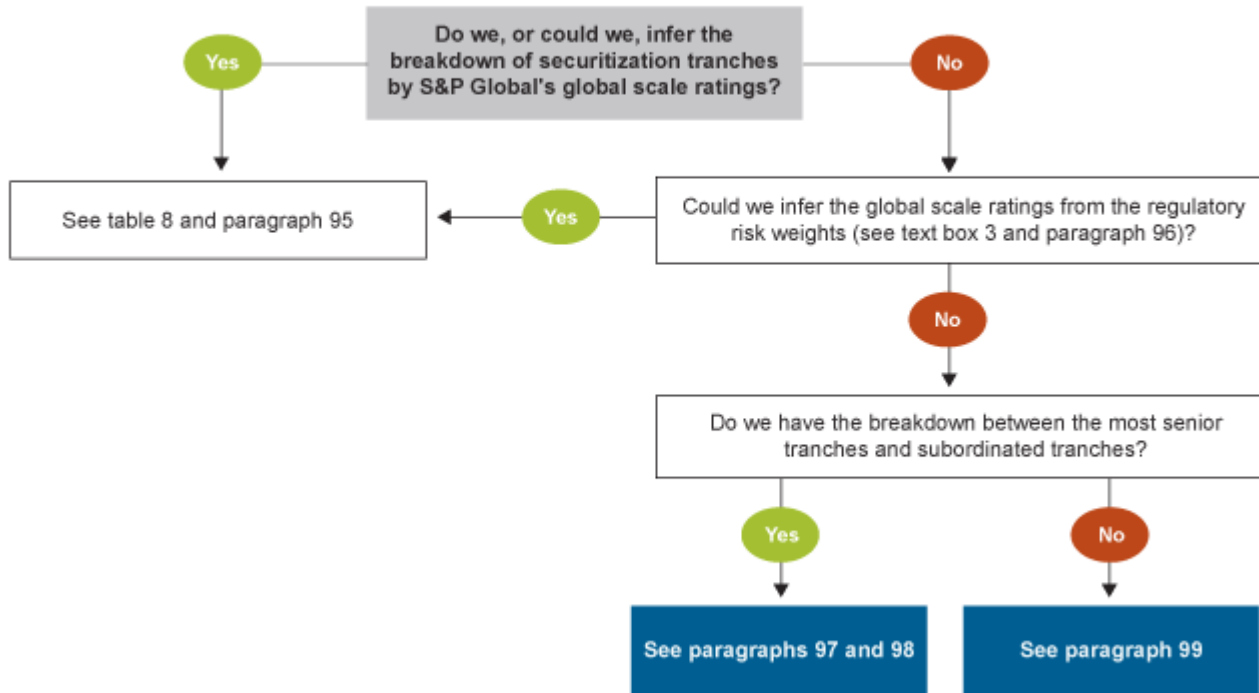 Do we, or could we, infer the
breakdown of securitization tranches
by S&P Global's global scale ratings?
Yes
No
See table 8 and paragraph 95
Yes
Could we infer the global scale ratings from the regulatory
risk weights (see text box 3 and paragraph 96)?
No
Do we have the breakdown between the most senior
tranches and subordinated tranches?
Yes
No
See paragraphs 97 and 98
See paragraph 99